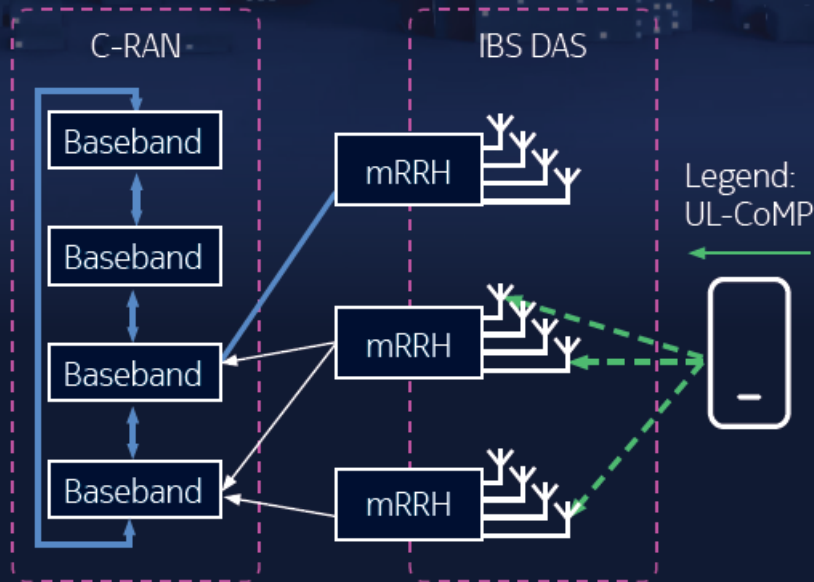 C-RAN
IBS DAS
Baseband
Baseband
Baseband
Baseband
mRRH
mRRH
mRRH
Legend:
UL-CoMP